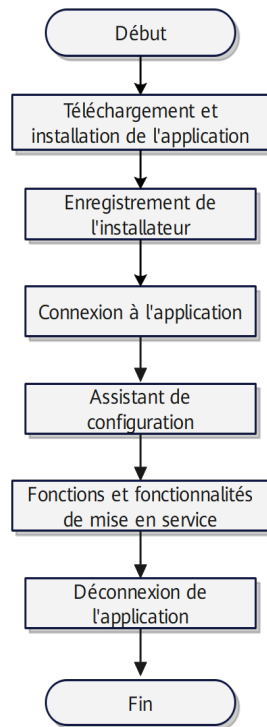 Début
Téléchargement et
installation de l'application
Enregistrement de
l'installateur
Connexion à l'application
Assistant de
configuration
Fonctions et fonctionnalités
de mise en service
Déconnexion de
l'application
Fin